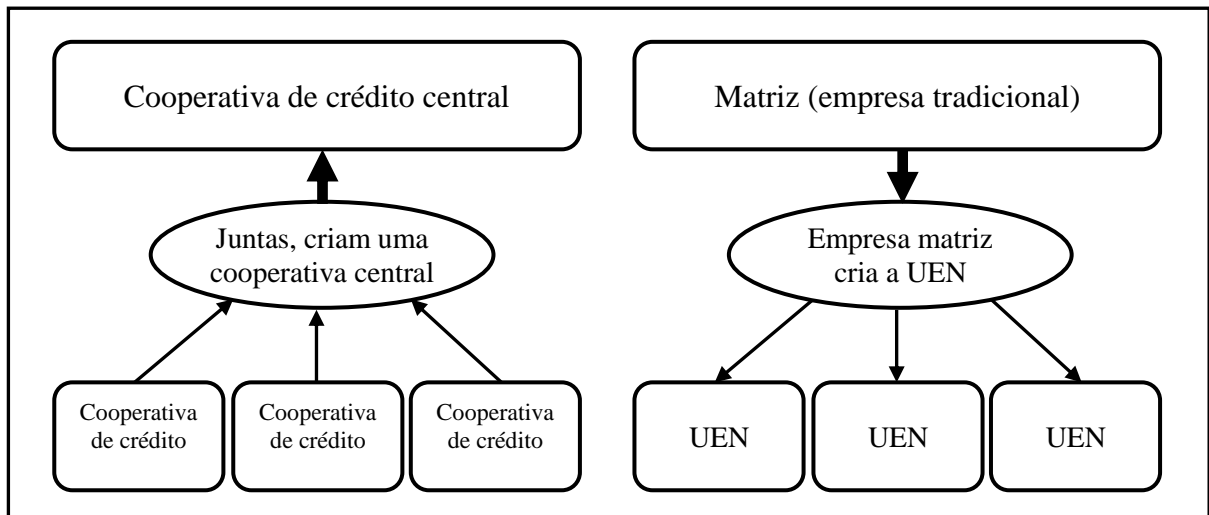 Cooperativa de crédito central
Juntas, criam uma
cooperativa central
Cooperativa
de crédito
Cooperativa
de crédito
Cooperativa
de crédito
Matriz (empresa tradicional)
Empresa matriz
cria a UEN
UEN
UEN
UEN